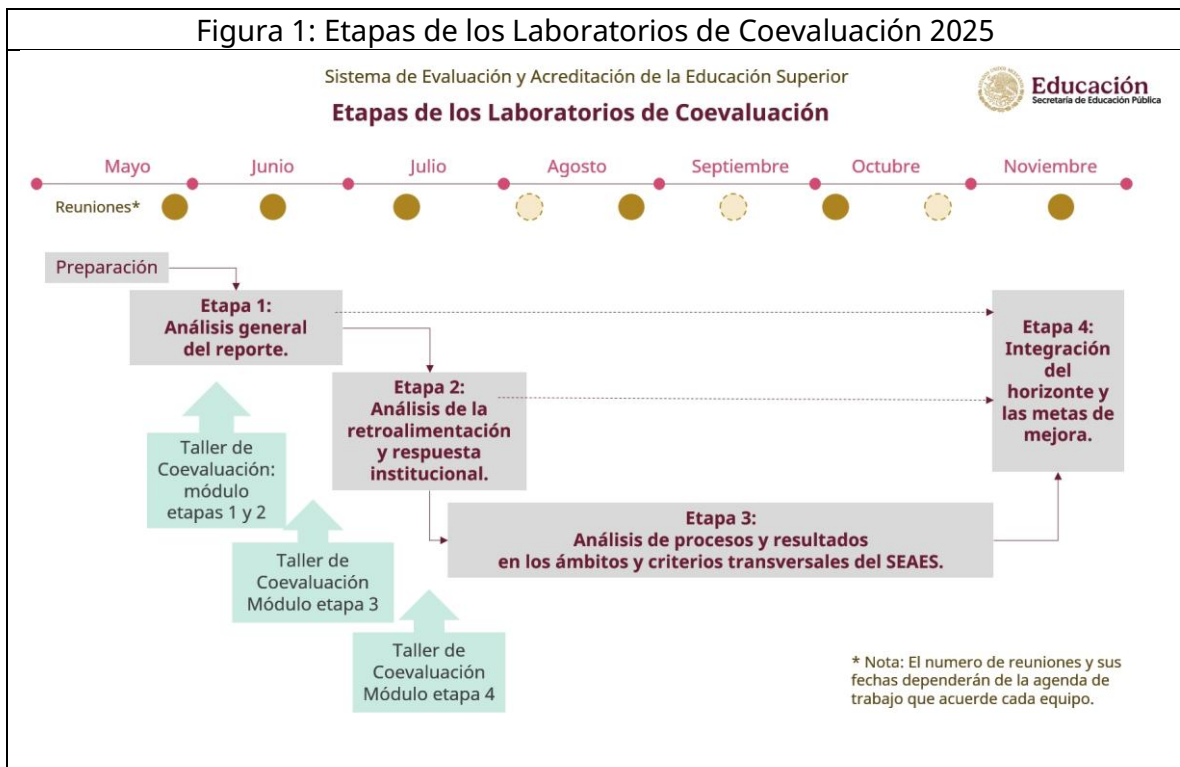 Figura 1: Etapas de los Laboratorios de Coevaluación 2025
Sistema de Evaluación y Acreditación de la Educación Superior
Etapas de los Laboratorios de Coevaluación
Educación
Secretaría de Educación Pública
Mayo
Junio
Julio
Agosto
Septiembre
Octubre
Noviembre
Reuniones*
Preparación
Etapa 1:
Análisis general
del reporte.
Etapa 2:
Análisis de la
retroalimentación
y respuesta
institucional.
Etapa 3:
Análisis de procesos y resultados
en los ámbitos y criterios transversales del SEAES.
Etapa 4:
Integración
del
horizonte y
las metas de
mejora.
Taller de
Coevaluación:
módulo
etapas 1 y 2
Taller de
Coevaluación
Módulo etapa 3
Taller de
Coevaluación
Módulo etapa 4
* Nota: El numero de reuniones y sus
fechas dependerán de la agenda de
trabajo que acuerde cada equipo.